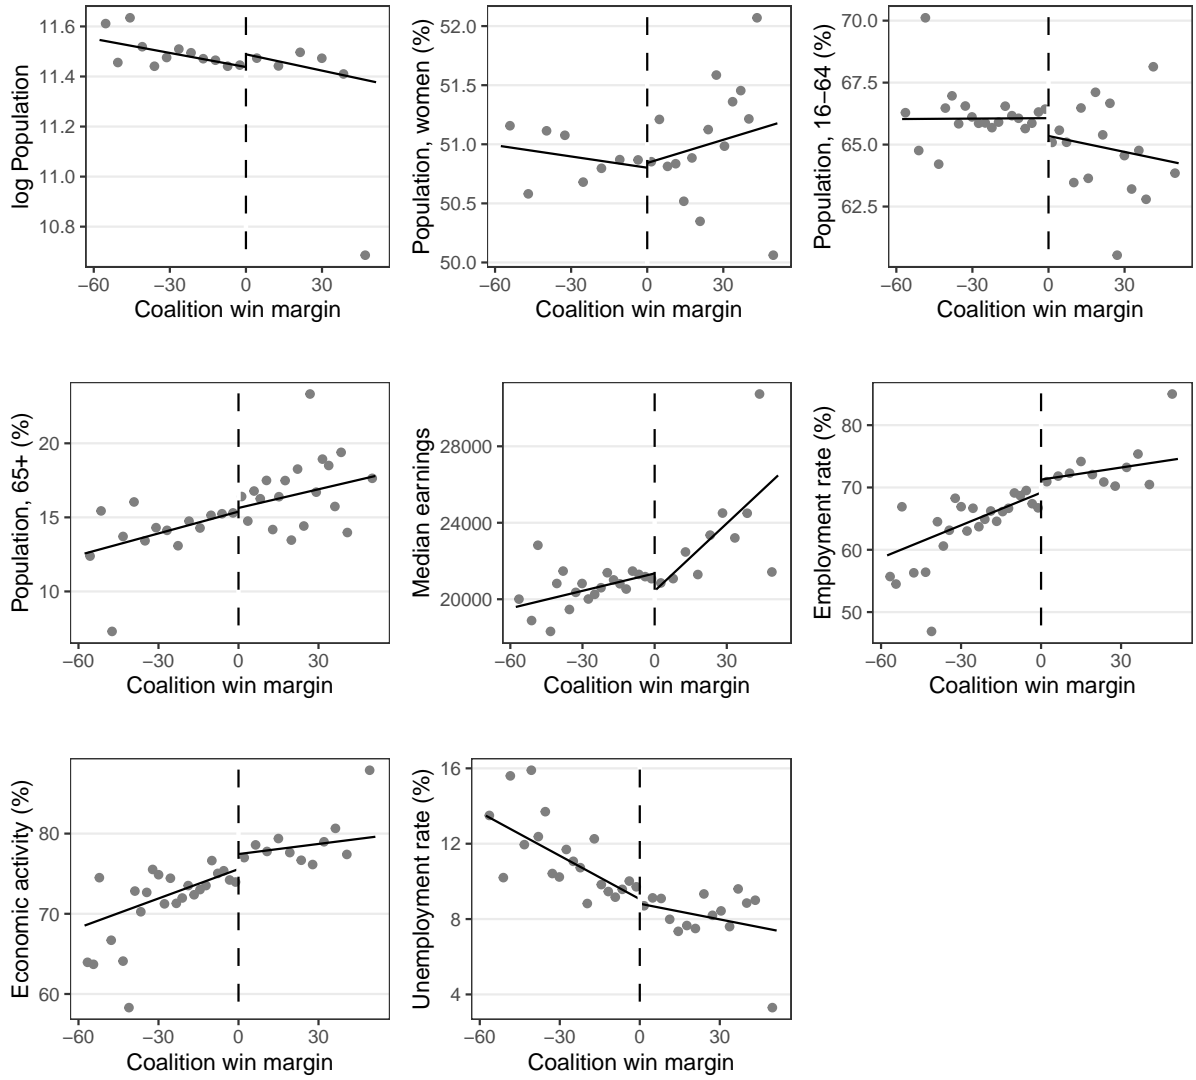 log Population
11.6
11.4
11.2
11.0
10.8
−60 −30 0 30
Coalition win margin
Population, women (%)
52.0
51.5
51.0
50.5
50.0
−60 −30 0 30
Coalition win margin
Population, 16−64 (%)
70.0
67.5
65.0
62.5
−60 −30 0 30
Coalition win margin
Population, 65+ (%)
20
15
10
−60 −30 0 30
Coalition win margin
Median earnings
28000
24000
20000
−60 −30 0 30
Coalition win margin
Employment rate (%)
80
70
60
50
−60 −30 0 30
Coalition win margin
Economic activity (%)
80
70
60
−60 −30 0 30
Coalition win margin
Unemployment rate (%)
16
12
8
4
−60 −30 0 30
Coalition win margin